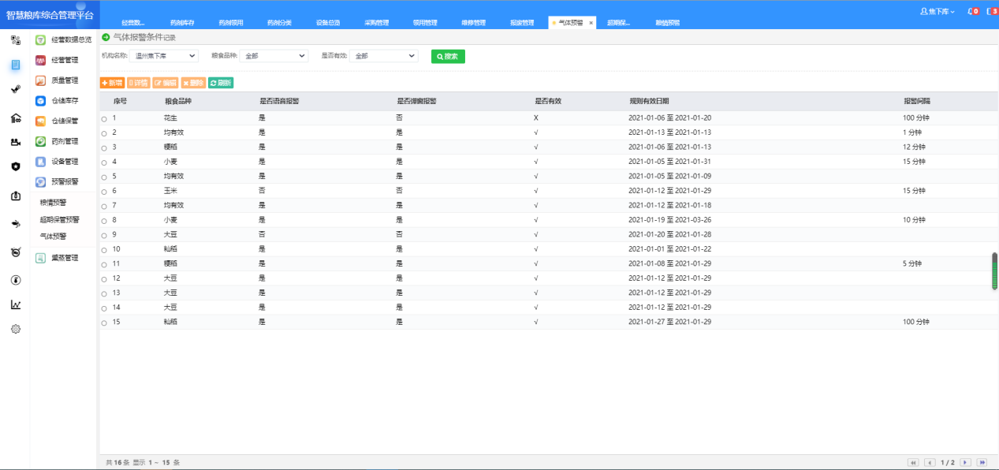 智慧粮库综合管理平台
焦下库
0
3
经营数...
药剂库存
药剂领用
药剂分类
设备总览
采购管理
领用管理
维修管理
报废管理
气体预警 ×
超期保...
粮情预警
经营数据总览
经营管理
质量管理
仓储库存
仓储保管
药剂管理
设备管理
预警报警
粮情预警
超期保管预警
气体预警
熏蒸管理
气体报警条件记录
机构名称: 温州焦下库 粮食品种: 全部 是否有效: 全部 搜索
新增 详情 编辑 删除 刷新
序号 粮食品种 是否语音报警 是否弹窗报警 是否有效 规则有效日期 报警间隔
1 花生 是 否 X 2021-01-06 至 2021-01-20 100 分钟
2 均有效 是 是 √ 2021-01-13 至 2021-01-13 1 分钟
3 粳稻 是 是 √ 2021-01-06 至 2021-01-13 12 分钟
4 小麦 是 是 √ 2021-01-05 至 2021-01-31 15 分钟
5 均有效 是 是 √ 2021-01-05 至 2021-01-09
6 玉米 否 否 √ 2021-01-12 至 2021-01-29 15 分钟
7 均有效 是 是 √ 2021-01-12 至 2021-01-18
8 小麦 是 是 √ 2021-01-19 至 2021-03-26 10 分钟
9 大豆 否 否 √ 2021-01-20 至 2021-01-28
10 籼稻 是 是 √ 2021-01-01 至 2021-01-22
11 粳稻 是 是 √ 2021-01-08 至 2021-01-29 5 分钟
12 大豆 是 是 √ 2021-01-12 至 2021-01-29
13 大豆 是 是 √ 2021-01-12 至 2021-01-29
14 大豆 是 是 √ 2021-01-12 至 2021-01-29
15 籼稻 是 是 √ 2021-01-27 至 2021-01-29 100 分钟
共 16 条 显示 1 ~ 15 条
1 / 2